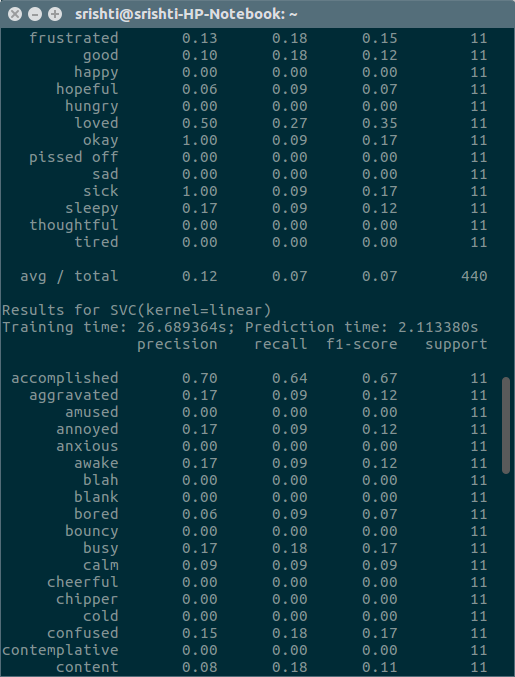 srishti@srishti-HP-Notebook: ~
frustrated 0.13 0.18 0.15 11
good 0.10 0.18 0.12 11
happy 0.00 0.00 0.00 11
hopeful 0.06 0.09 0.07 11
hungry 0.00 0.00 0.00 11
loved 0.50 0.27 0.35 11
okay 1.00 0.09 0.17 11
pissed off 0.00 0.00 0.00 11
sad 0.00 0.00 0.00 11
sick 1.00 0.09 0.17 11
sleepy 0.17 0.09 0.12 11
thoughtful 0.00 0.00 0.00 11
tired 0.00 0.00 0.00 11
avg / total 0.12 0.07 0.07 440
Results for SVC(kernel=linear)
Training time: 26.689364s; Prediction time: 2.113380s
precision recall f1-score support
accomplished 0.70 0.64 0.67 11
aggravated 0.17 0.09 0.12 11
amused 0.00 0.00 0.00 11
annoyed 0.17 0.09 0.12 11
anxious 0.00 0.00 0.00 11
awake 0.17 0.09 0.12 11
blah 0.00 0.00 0.00 11
blank 0.00 0.00 0.00 11
bored 0.06 0.09 0.07 11
bouncy 0.00 0.00 0.00 11
busy 0.17 0.18 0.17 11
calm 0.09 0.09 0.09 11
cheerful 0.00 0.00 0.00 11
chipper 0.00 0.00 0.00 11
cold 0.00 0.00 0.00 11
confused 0.15 0.18 0.17 11
contemplative 0.00 0.00 0.00 11
content 0.08 0.18 0.11 11